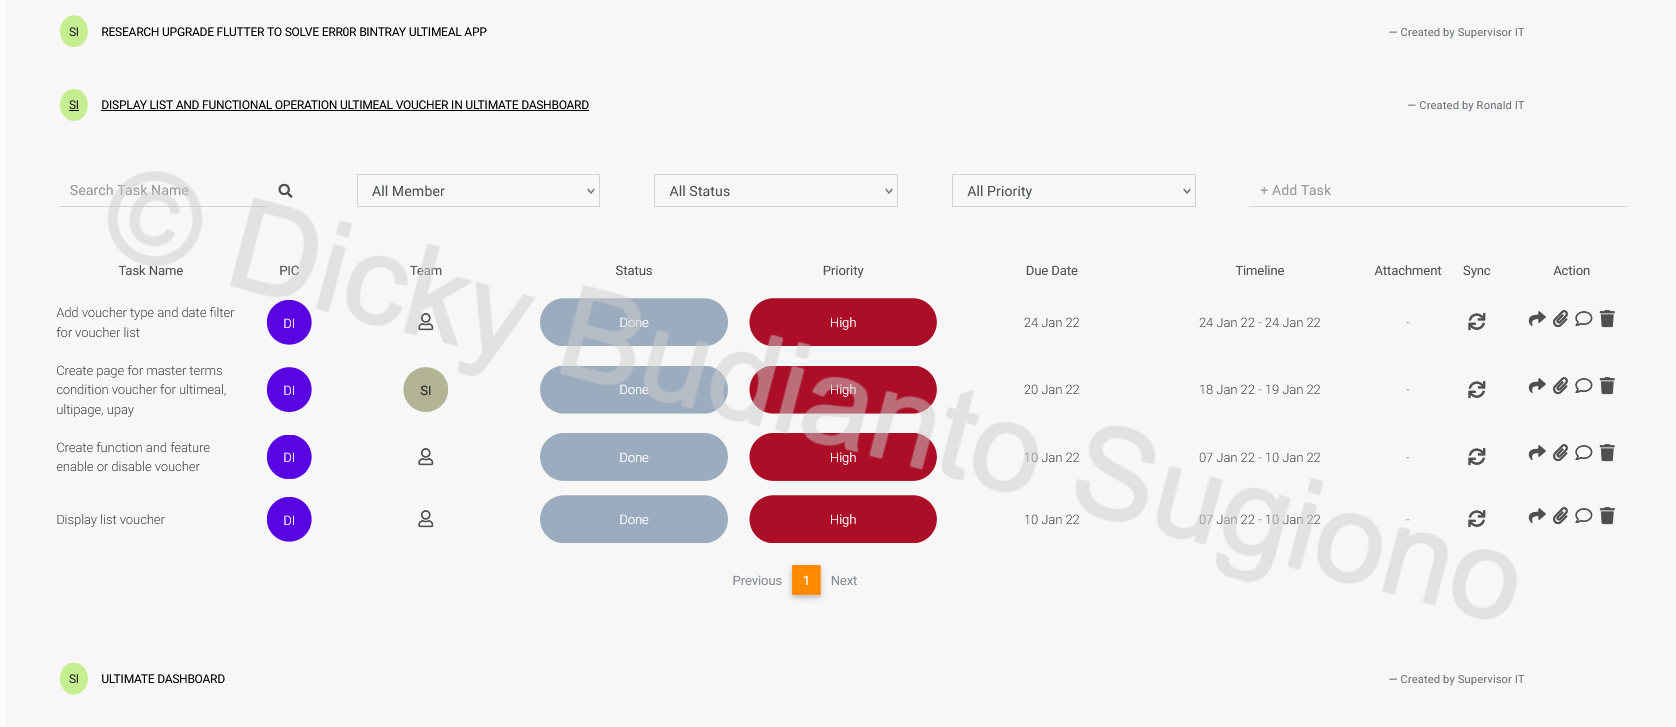 SI RESEARCH UPGRADE FLUTTER TO SOLVE ERR0R BINTRAY ULTIMEAL APP — Created by Supervisor IT
SI DISPLAY LIST AND FUNCTIONAL OPERATION ULTIMEAL VOUCHER IN ULTIMATE DASHBOARD — Created by Ronald IT
Search Task Name All Member All Status All Priority + Add Task
© Dicky Budianto Sugiono
Task Name PIC Team Status Priority Due Date Timeline Attachment Sync Action
Add voucher type and date filter
for voucher list
DI Done High 24 Jan 22 24 Jan 22 - 24 Jan 22 -
Create page for master terms
condition voucher for ultimeal,
ultipage, upay
DI SI Done High 20 Jan 22 18 Jan 22 - 19 Jan 22 -
Create function and feature
enable or disable voucher
DI Done High 10 Jan 22 07 Jan 22 - 10 Jan 22 -
Display list voucher DI Done High 10 Jan 22 07 Jan 22 - 10 Jan 22 -
Previous 1 Next
SI ULTIMATE DASHBOARD — Created by Supervisor IT